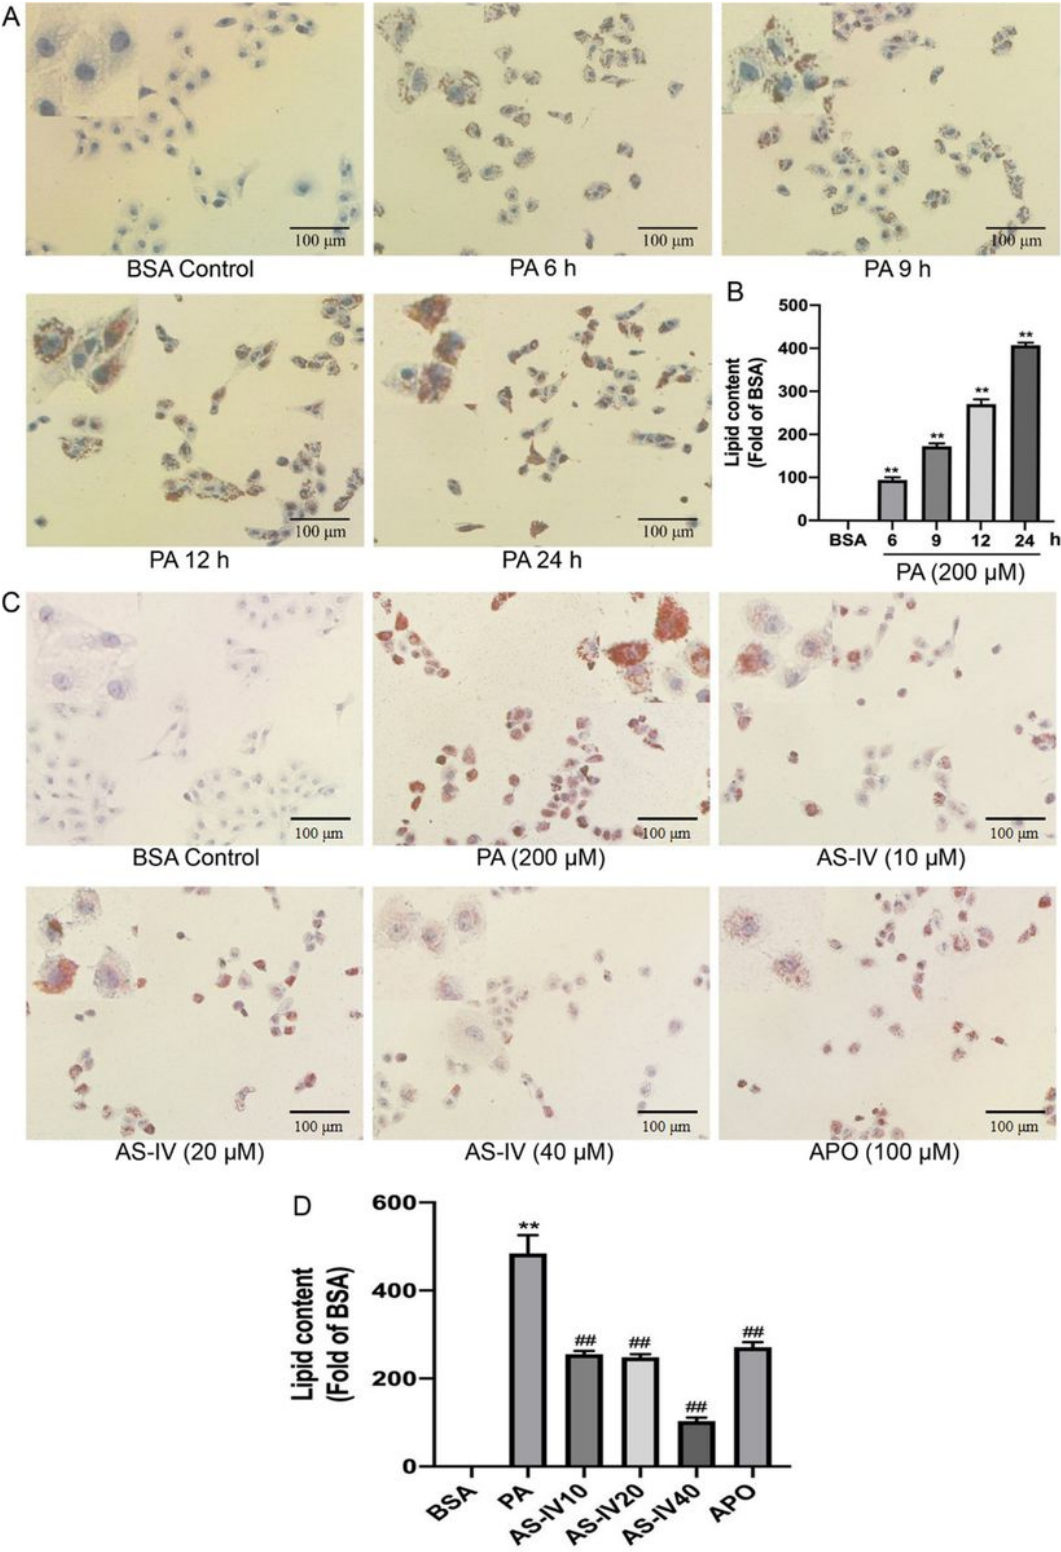 A
100 μm
100 μm
100 μm
BSA Control
PA 6 h
PA 9 h
100 μm
100 μm
PA 12 h
PA 24 h
B
Lipid content
(Fold of BSA)
500
400
300
200
100
0
**
**
**
**
BSA 6 9 12 24 h
PA (200 μM)
C
100 μm
100 μm
100 μm
BSA Control
PA (200 μM)
AS-IV (10 μM)
100 μm
100 μm
100 μm
AS-IV (20 μM)
AS-IV (40 μM)
APO (100 μM)
D
Lipid content
(Fold of BSA)
600
400
200
0
**
##
##
##
##
BSA
PA
AS-IV10
AS-IV20
AS-IV40
APO